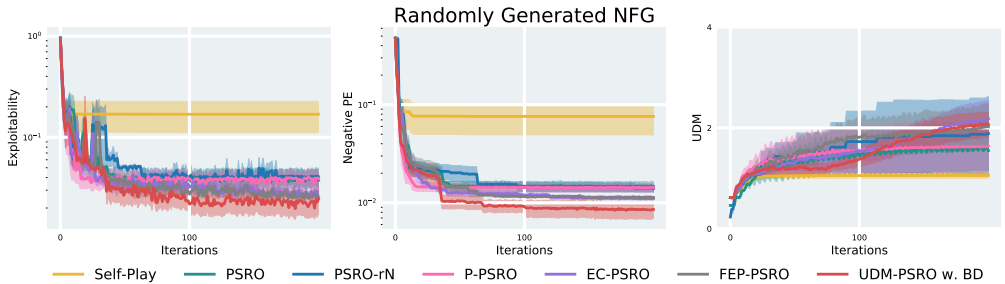 Randomly Generated NFG
10⁰
10⁻¹
Exploitability
0
100
Iterations
10⁻¹
10⁻²
Negative PE
0
100
Iterations
4
2
0
UDM
0
100
Iterations
Self-Play PSRO PSRO-rN P-PSRO EC-PSRO FEP-PSRO UDM-PSRO w. BD